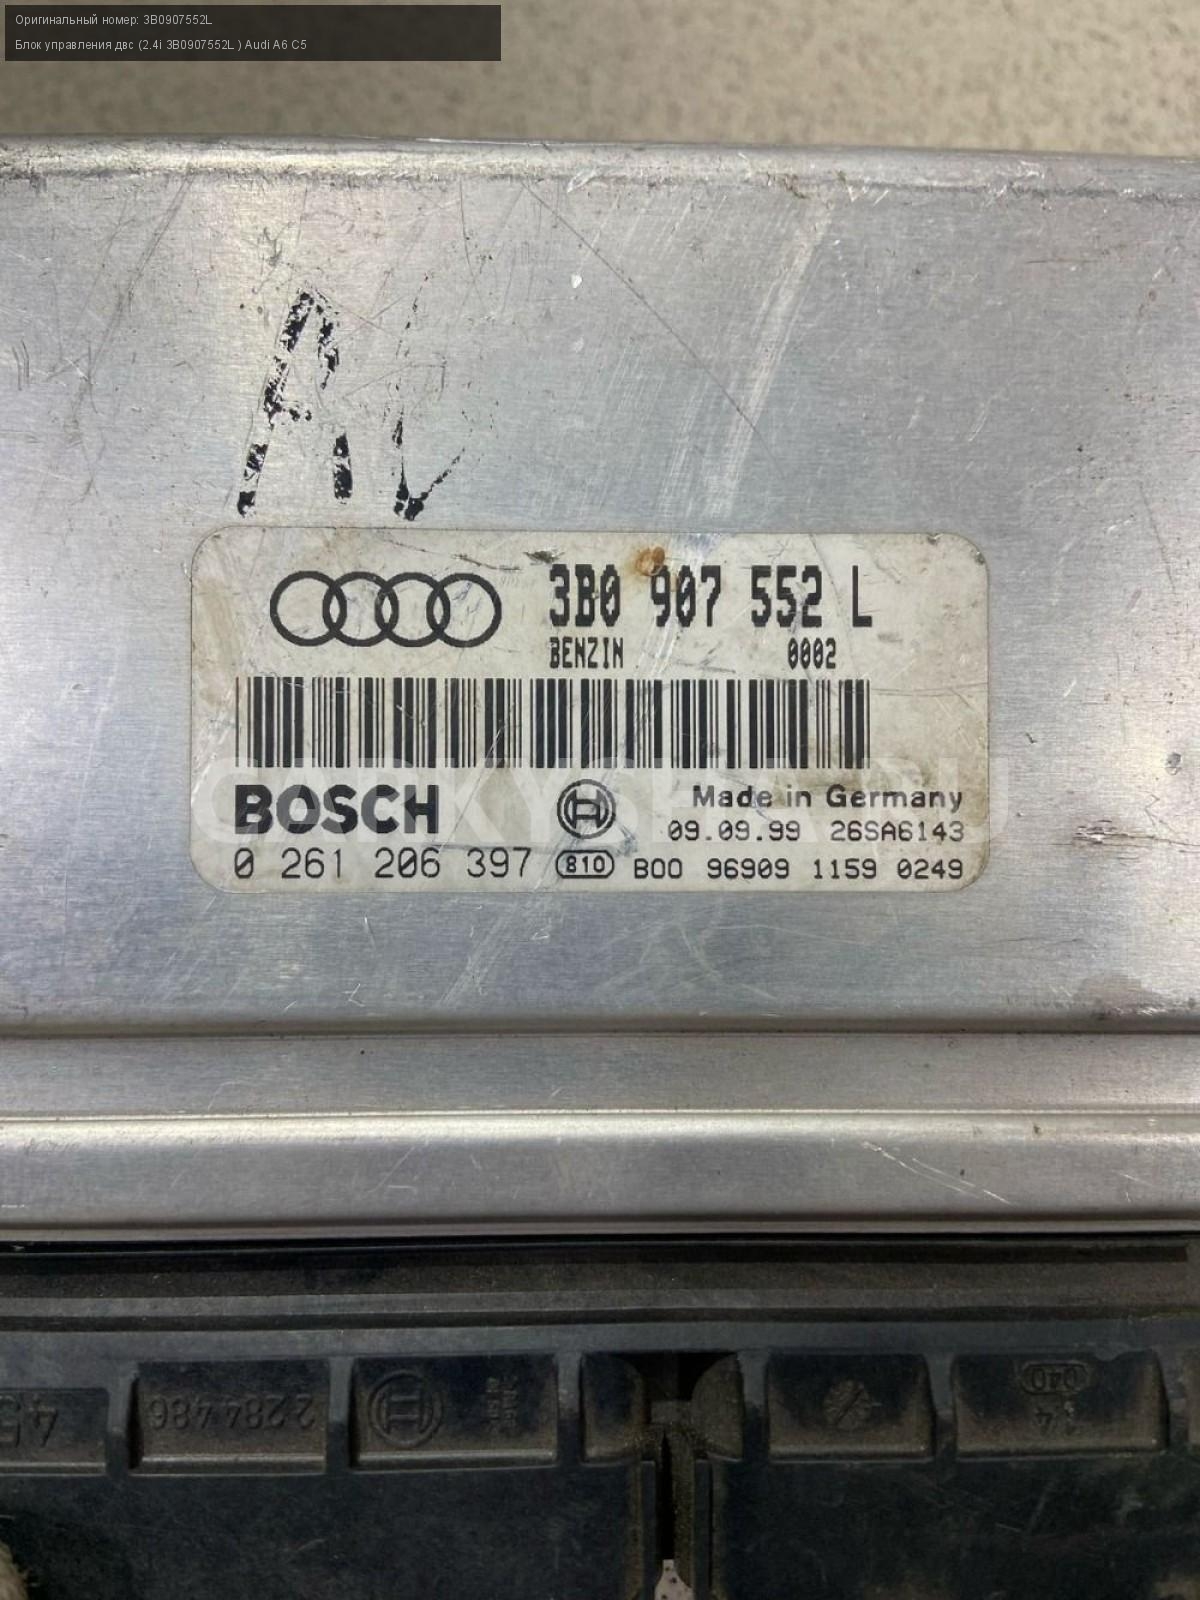 Оригинальный номер: 3B0907552L
Блок управления двс (2.4i 3B0907552L ) Audi A6 C5
3B0 907 552 L
BENZIN 0002
BOSCH
Made in Germany
09.09.99 26SA6143
0 261 206 397 810 B00 96909 1159 0249
2284486
040